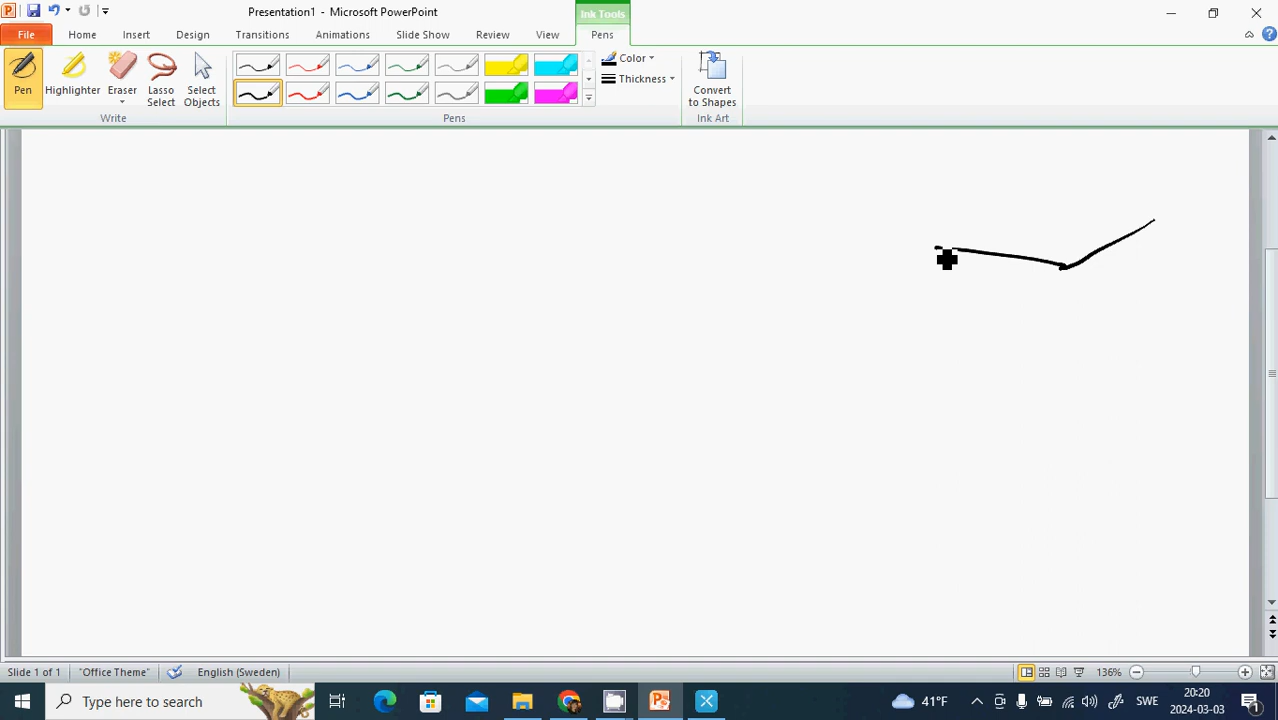 Presentation1 - Microsoft PowerPoint
Ink Tools
File Home Insert Design Transitions Animations Slide Show Review View Pens
Pen
Highlighter
Eraser
Lasso
Select
Select
Objects
Color
Thickness
Convert
to Shapes
Write
Pens
Ink Art
Slide 1 of 1
"Office Theme"
English (Sweden)
136%
Type here to search
41°F
SWE
20:20
2024-03-03
1